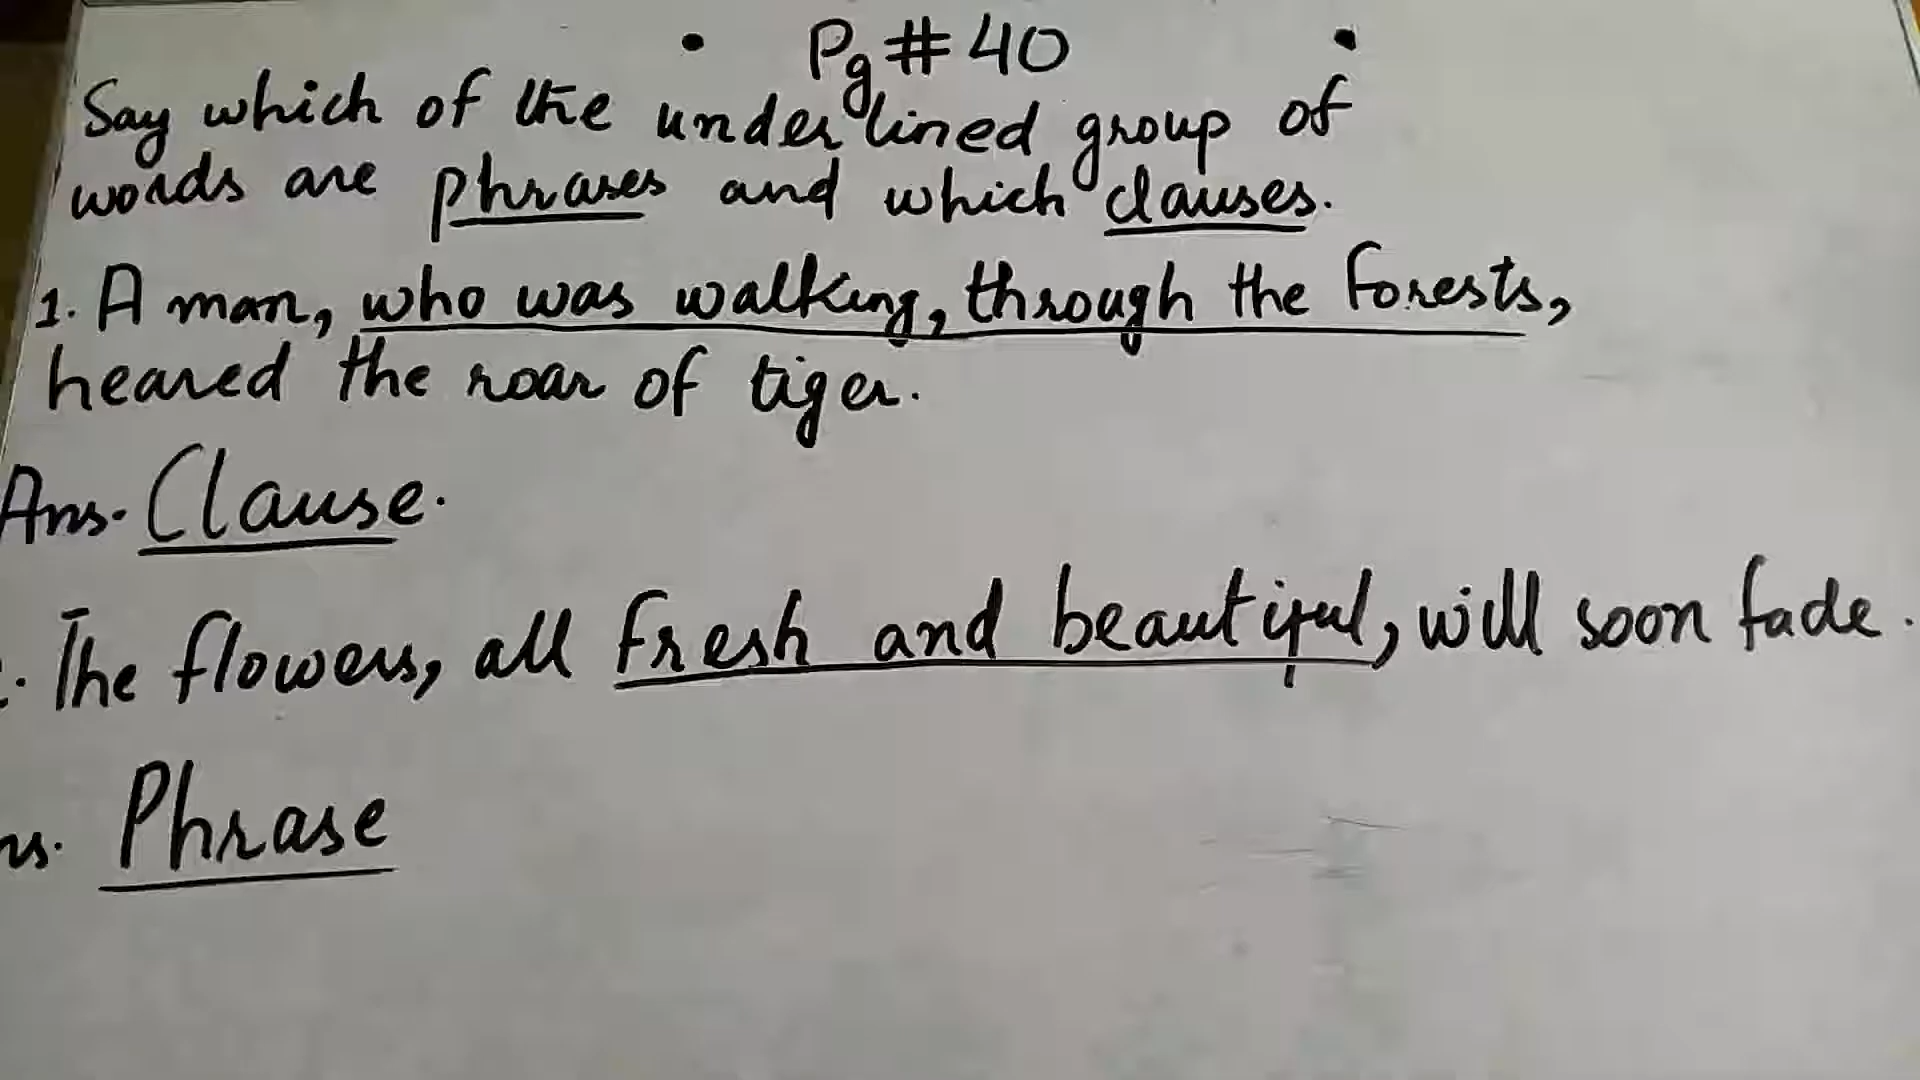 Pg # 40
Say which of the underlined group of
words are phrases and which clauses.
1. A man, who was walking, through the forests,
heared the roar of tiger.
Ans. Clause.
. The flowers, all fresh and beautiful, will soon fade.
ns. Phrase